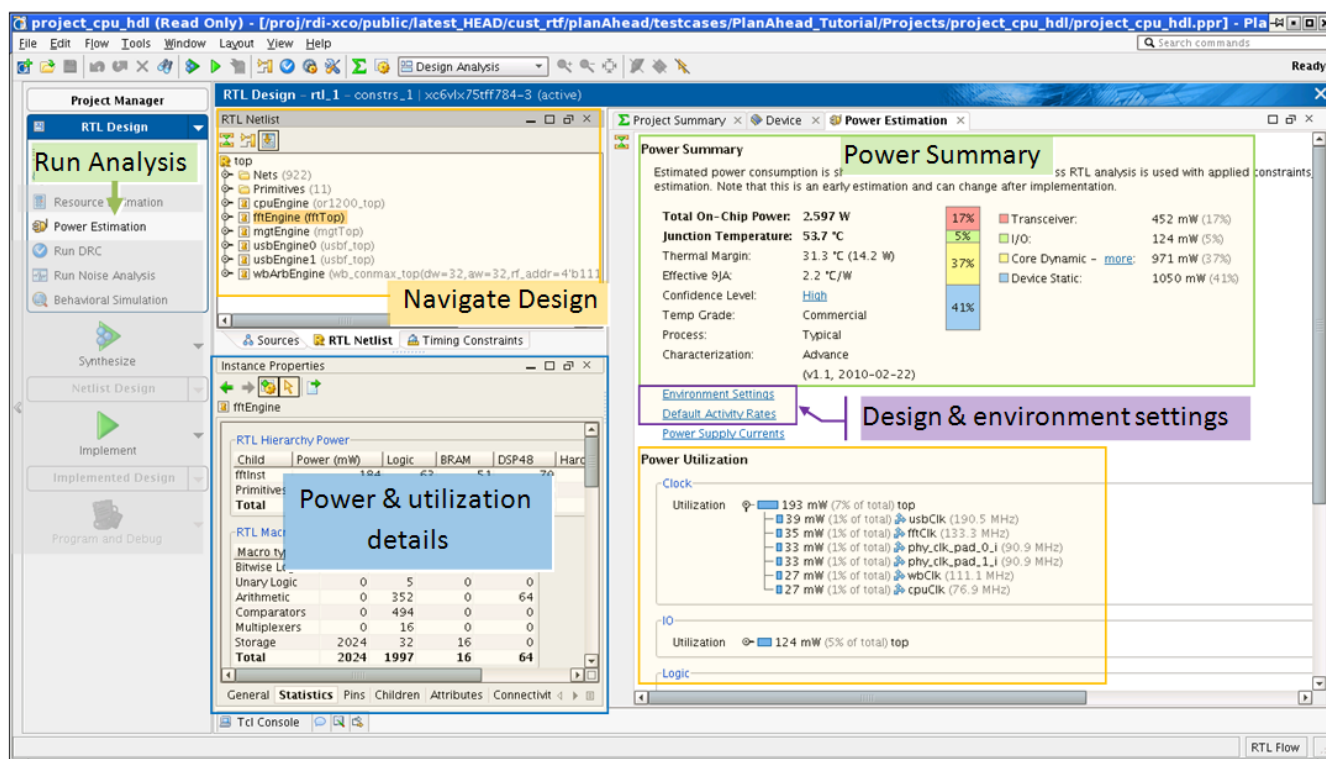 project_cpu_hdl (Read Only) - [/proj/rdi-xco/public/latest_HEAD/cust_rtf/planAhead/testcases/PlanAhead_Tutorial/Projects/project_cpu_hdl/project_cpu_hdl.ppr] - Pla
File Edit Flow Tools Window Layout View Help
Search commands
Design Analysis
Ready
Project Manager
RTL Design
Run Analysis
Resource
Power Estimation
Run DRC
Run Noise Analysis
Behavioral Simulation
Synthesize
Netlist Design
Implement
Implemented Design
Program and Debug
RTL Design - rtl_1 - constrs_1 | xc6vlx75tff784-3 (active)
RTL Netlist
top
Nets (922)
Primitives (11)
cpuEngine (or1200_top)
fftEngine (fftTop)
mgtEngine (mgtTop)
usbEngine0 (usbf_top)
usbEngine1 (usbf_top)
wbArbEngine (wb_conmax_top(dw=32,aw=32,rf_addr=4'b111
Navigate Design
Sources RTL Netlist Timing Constraints
Instance Properties
fftEngine
RTL Hierarchy Power
Child Power (mW) Logic BRAM DSP48 Hard
fftInst 184 63 51 70
Primitives
Total
Power & utilization
details
RTL Mac
Macro ty
Bitwise
Unary Logic 0 5 0 0
Arithmetic 0 352 0 64
Comparators 0 494 0 0
Multiplexers 0 16 0 0
Storage 2024 32 16 0
Total 2024 1997 16 64
General Statistics Pins Children Attributes Connectivit
Tcl Console
Project Summary Device Power Estimation
Power Summary
Power Summary
Estimated power consumption is sh ss RTL analysis is used with applied constraints,
estimation. Note that this is an early estimation and can change after implementation.
Total On-Chip Power: 2.597 W
Junction Temperature: 53.7 °C
Thermal Margin: 31.3 °C (14.2 W)
Effective θJA: 2.2 °C/W
Confidence Level: High
Temp Grade: Commercial
Process: Typical
Characterization: Advance
(v1.1, 2010-02-22)
17%
5%
37%
41%
Transceiver: 452 mW (17%)
I/O: 124 mW (5%)
Core Dynamic - more: 971 mW (37%)
Device Static: 1050 mW (41%)
Environment Settings
Default Activity Rates
Power Supply Currents
Design & environment settings
Power Utilization
Clock
Utilization 193 mW (7% of total) top
39 mW (1% of total) usbClk (190.5 MHz)
35 mW (1% of total) fftClk (133.3 MHz)
33 mW (1% of total) phy_clk_pad_0_i (90.9 MHz)
33 mW (1% of total) phy_clk_pad_1_i (90.9 MHz)
27 mW (1% of total) wbClk (111.1 MHz)
27 mW (1% of total) cpuClk (76.9 MHz)
IO
Utilization 124 mW (5% of total) top
Logic
RTL Flow